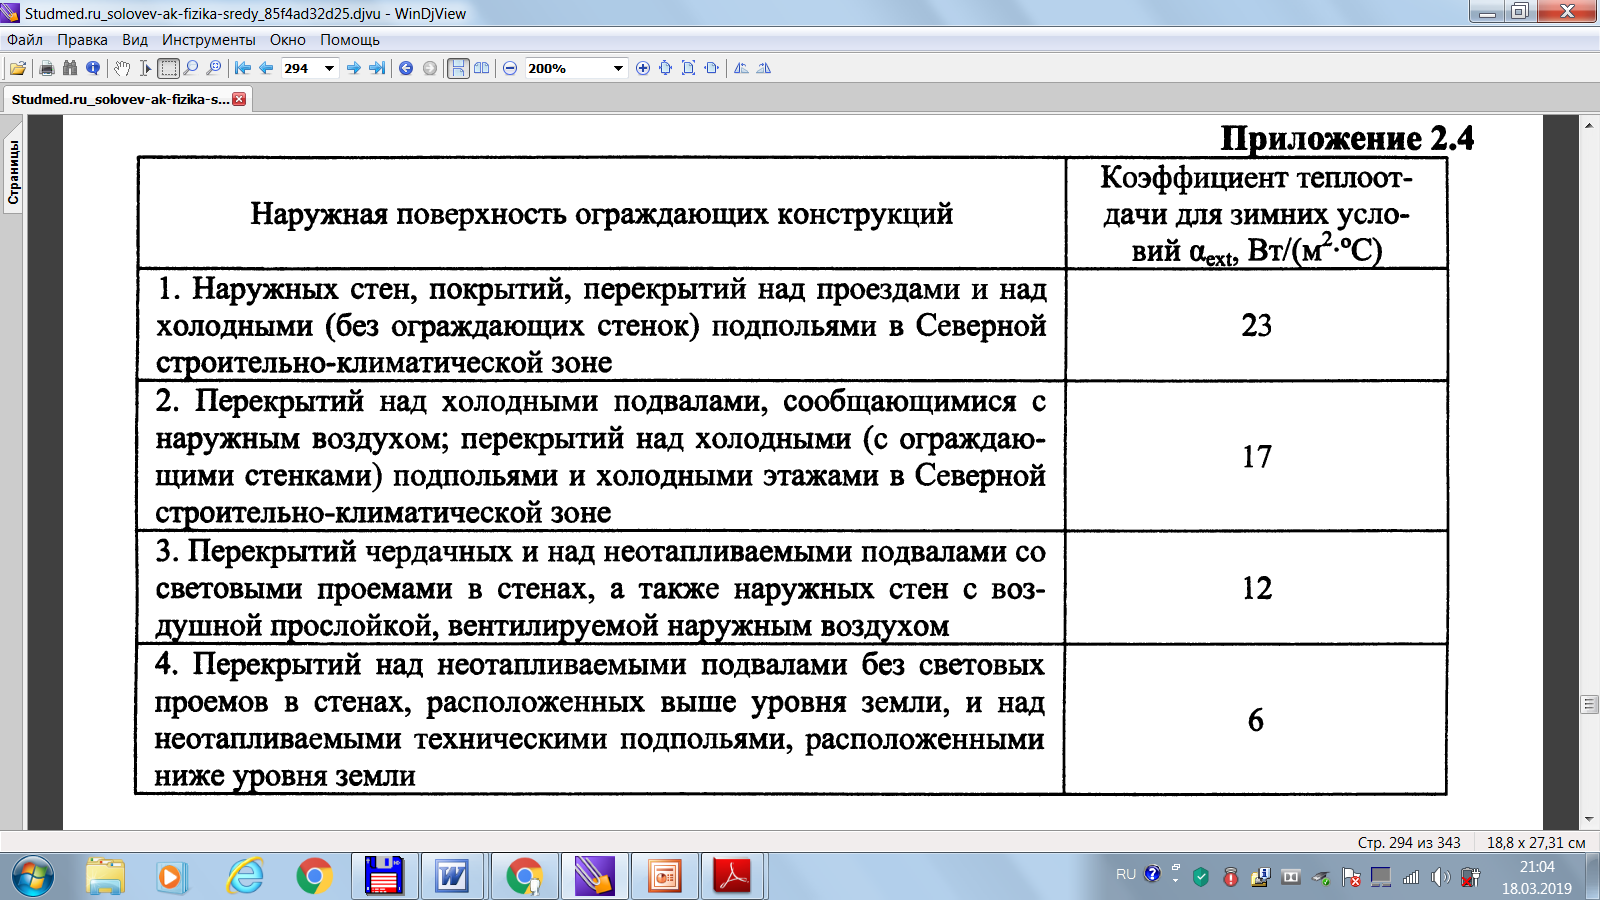 Studmed.ru_solovev-ak-fizika-sredy_85f4ad32d25.djvu - WinDjView
Файл Правка Вид Инструменты Окно Помощь
294 200%
Studmed.ru_solovev-ak-fizika-s...
Страницы
Приложение 2.4
Наружная поверхность ограждающих конструкций
Коэффициент теплоот-
дачи для зимних усло-
вий αext, Вт/(м²·ºС)
1. Наружных стен, покрытий, перекрытий над проездами и над
холодными (без ограждающих стенок) подпольями в Северной
строительно-климатической зоне
23
2. Перекрытий над холодными подвалами, сообщающимися с
наружным воздухом; перекрытий над холодными (с ограждаю-
щими стенками) подпольями и холодными этажами в Северной
строительно-климатической зоне
17
3. Перекрытий чердачных и над неотапливаемыми подвалами со
световыми проемами в стенах, а также наружных стен с воз-
душной прослойкой, вентилируемой наружным воздухом
12
4. Перекрытий над неотапливаемыми подвалами без световых
проемов в стенах, расположенных выше уровня земли, и над
неотапливаемыми техническими подпольями, расположенными
ниже уровня земли
6
Стр. 294 из 343 18,8 x 27,31 см
RU
21:04
18.03.2019